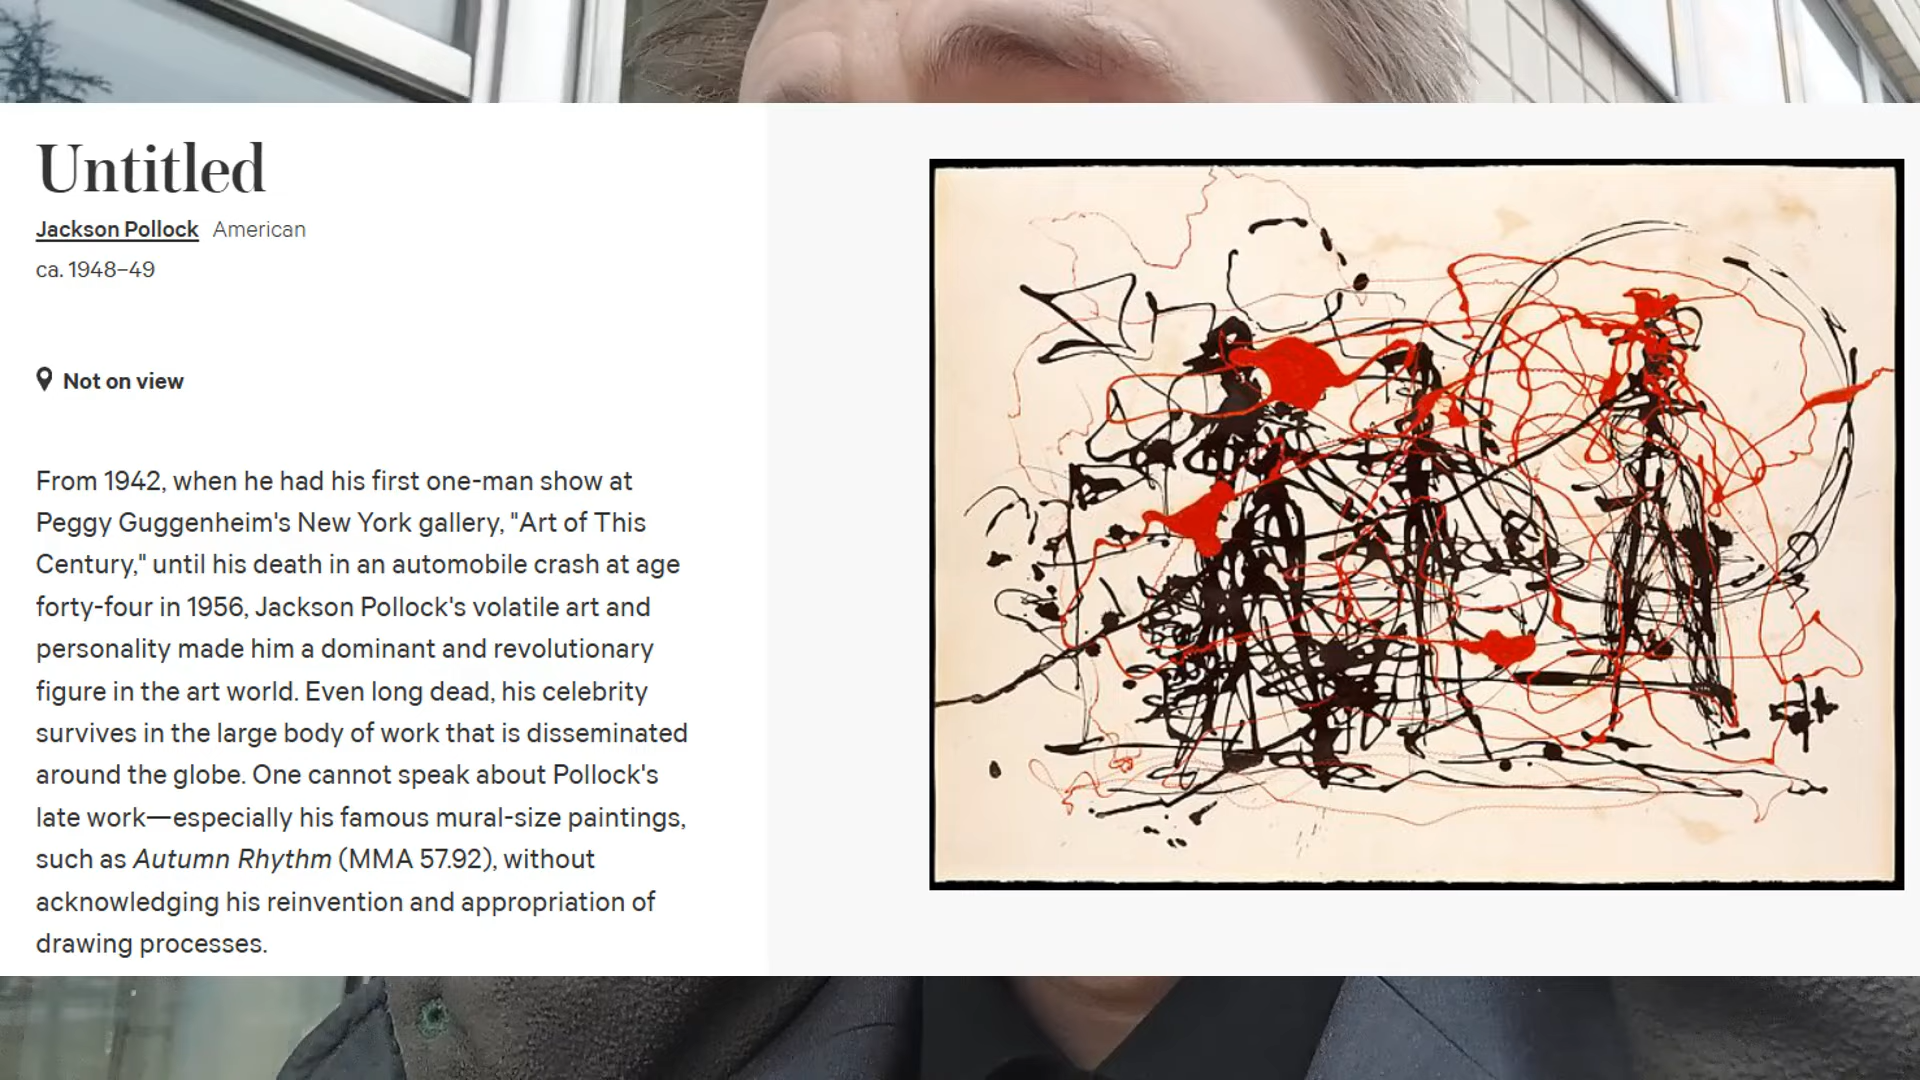 Untitled
Jackson Pollock American
ca. 1948–49
Not on view
From 1942, when he had his first one-man show at
Peggy Guggenheim's New York gallery, "Art of This
Century," until his death in an automobile crash at age
forty-four in 1956, Jackson Pollock's volatile art and
personality made him a dominant and revolutionary
figure in the art world. Even long dead, his celebrity
survives in the large body of work that is disseminated
around the globe. One cannot speak about Pollock's
late work—especially his famous mural-size paintings,
such as Autumn Rhythm (MMA 57.92), without
acknowledging his reinvention and appropriation of
drawing processes.